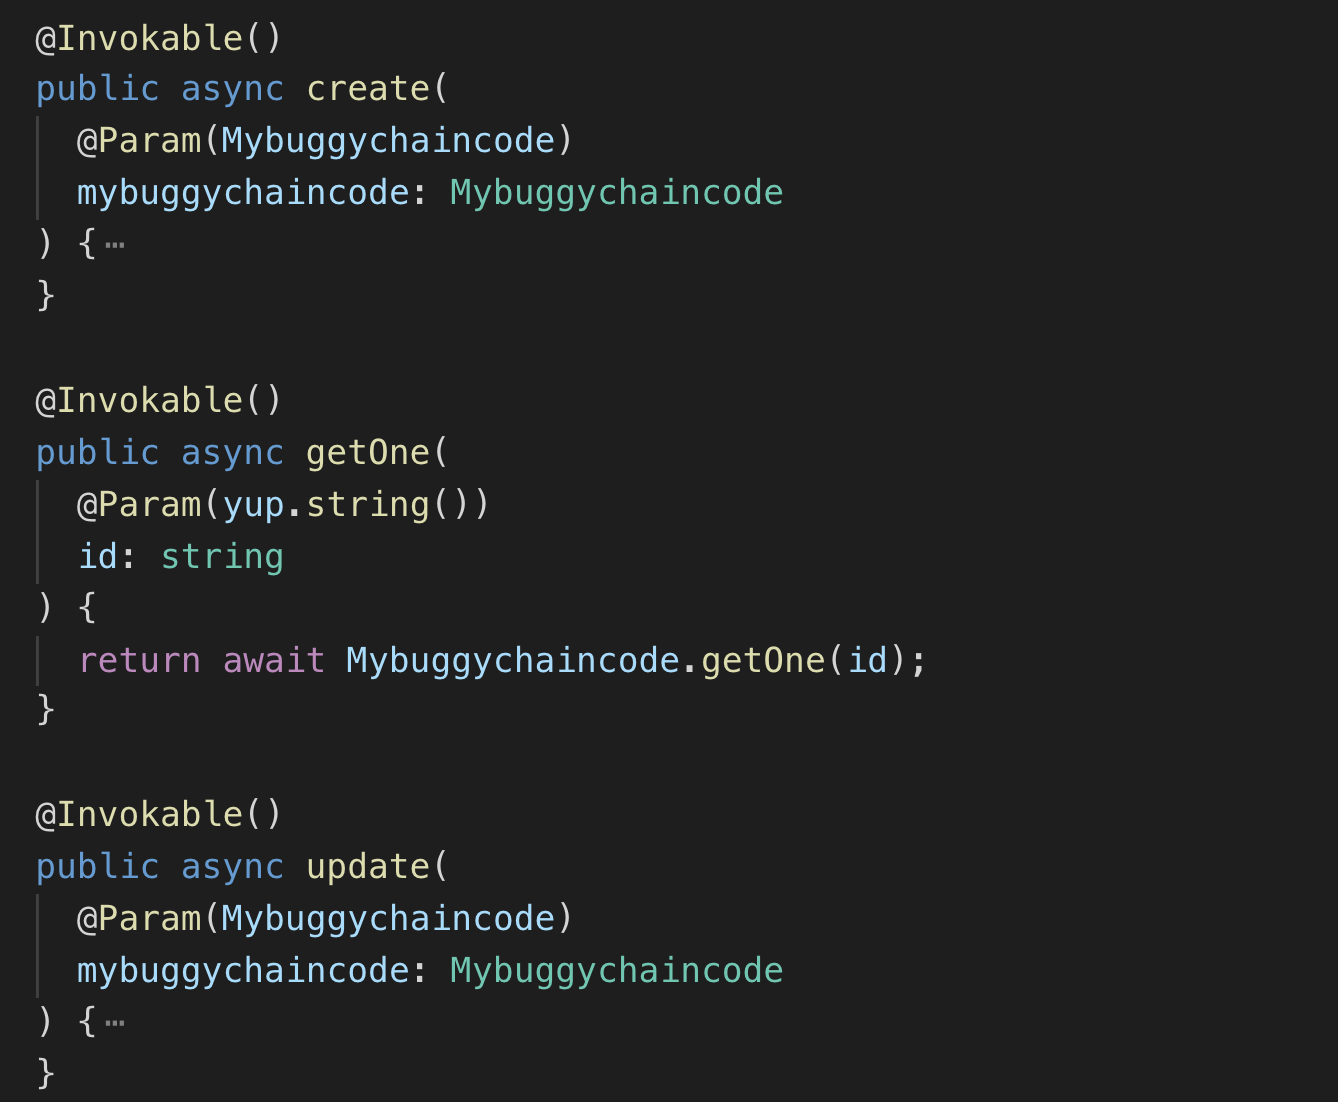 @Invokable()
public async create(
@Param(Mybuggychaincode)
mybuggychaincode: Mybuggychaincode
) {⋯
}
@Invokable()
public async getOne(
@Param(yup.string())
id: string
) {
return await Mybuggychaincode.getOne(id);
}
@Invokable()
public async update(
@Param(Mybuggychaincode)
mybuggychaincode: Mybuggychaincode
) {⋯
}